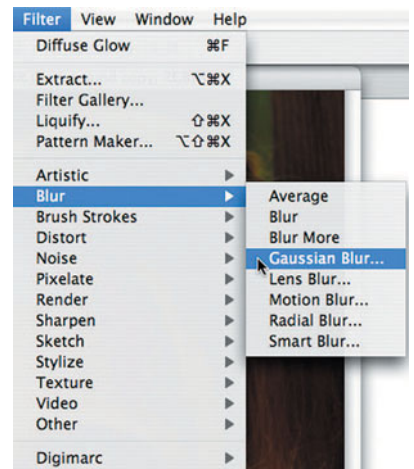 Filter View Window Help
Diffuse Glow ⌘F
Extract... ⌥⌘X
Filter Gallery...
Liquify... ⇧⌘X
Pattern Maker... ⌥⇧⌘X
Artistic
Blur
Brush Strokes
Distort
Noise
Pixelate
Render
Sharpen
Sketch
Stylize
Texture
Video
Other
Digimarc
Average
Blur
Blur More
Gaussian Blur...
Lens Blur...
Motion Blur...
Radial Blur...
Smart Blur...